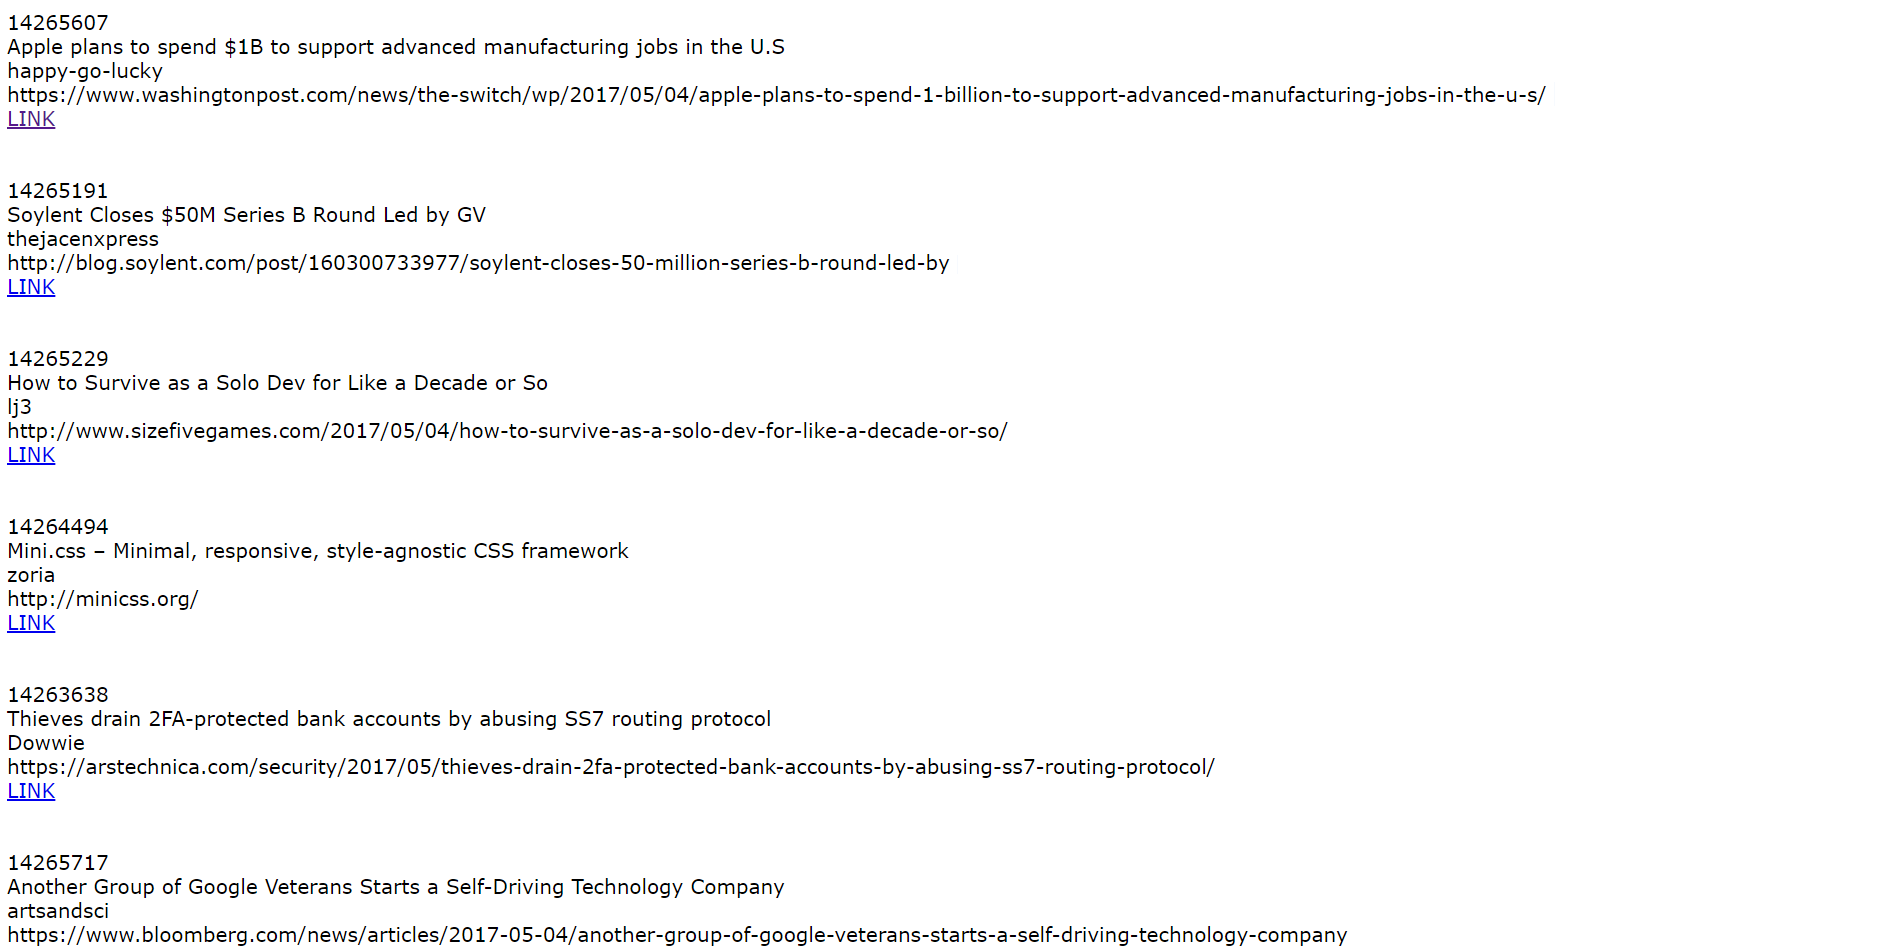 14265607
Apple plans to spend $1B to support advanced manufacturing jobs in the U.S
happy-go-lucky
https://www.washingtonpost.com/news/the-switch/wp/2017/05/04/apple-plans-to-spend-1-billion-to-support-advanced-manufacturing-jobs-in-the-u-s/
LINK
14265191
Soylent Closes $50M Series B Round Led by GV
thejacenxpress
http://blog.soylent.com/post/160300733977/soylent-closes-50-million-series-b-round-led-by
LINK
14265229
How to Survive as a Solo Dev for Like a Decade or So
lj3
http://www.sizefivegames.com/2017/05/04/how-to-survive-as-a-solo-dev-for-like-a-decade-or-so/
LINK
14264494
Mini.css – Minimal, responsive, style-agnostic CSS framework
zoria
http://minicss.org/
LINK
14263638
Thieves drain 2FA-protected bank accounts by abusing SS7 routing protocol
Dowwie
https://arstechnica.com/security/2017/05/thieves-drain-2fa-protected-bank-accounts-by-abusing-ss7-routing-protocol/
LINK
14265717
Another Group of Google Veterans Starts a Self-Driving Technology Company
artsandsci
https://www.bloomberg.com/news/articles/2017-05-04/another-group-of-google-veterans-starts-a-self-driving-technology-company